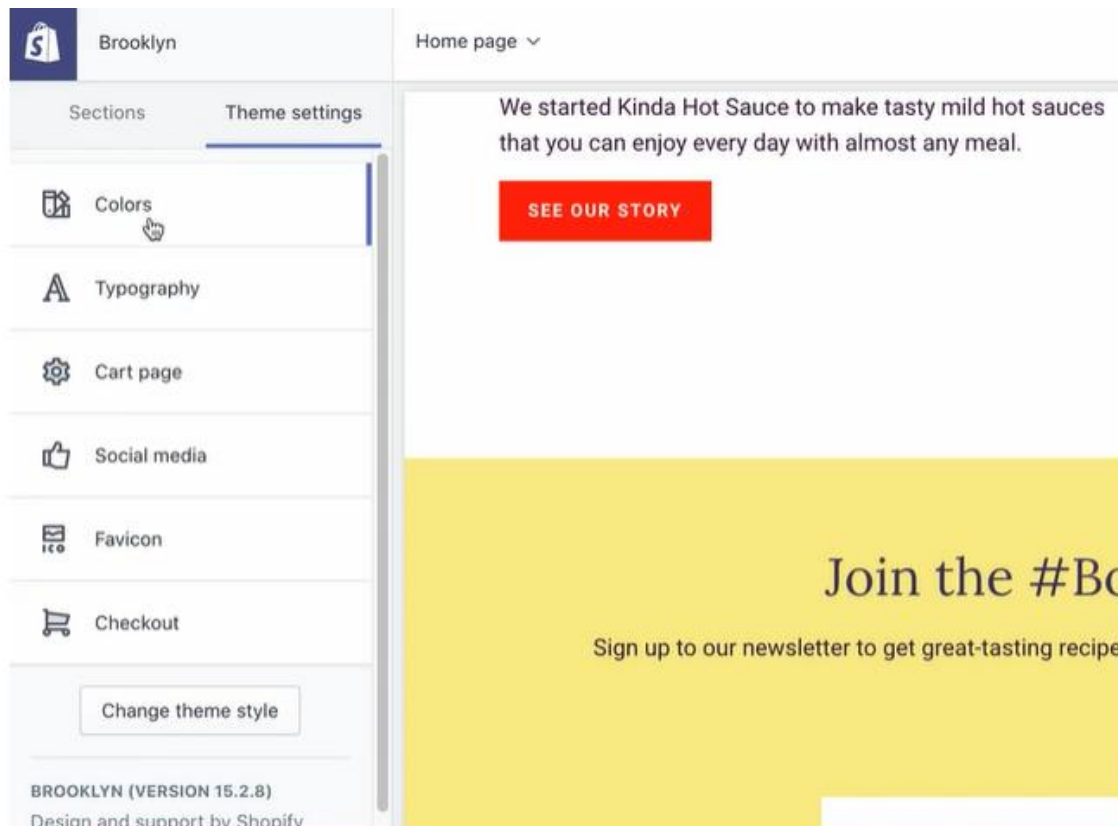 Brooklyn
Home page
Sections
Theme settings
Colors
Typography
Cart page
Social media
ICO
Favicon
Checkout
Change theme style
BROOKLYN (VERSION 15.2.8)
Design and support by Shopify
We started Kinda Hot Sauce to make tasty mild hot sauces
that you can enjoy every day with almost any meal.
SEE OUR STORY
Join the #Bo
Sign up to our newsletter to get great-tasting recipe